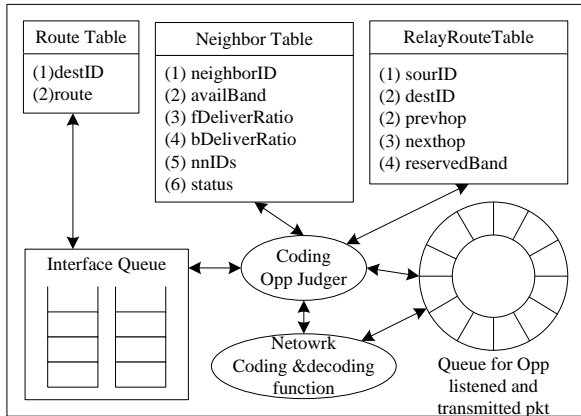 Route Table
(1)destID
(2)route
Neighbor Table
(1) neighborID
(2) availBand
(3) fDeliverRatio
(4) bDeliverRatio
(5) nnIDs
(6) status
RelayRouteTable
(1) sourID
(2) destID
(2) prevhop
(3) nexthop
(4) reservedBand
Interface Queue
Coding
Opp Judger
Netowrk
Coding &decoding
function
Queue for Opp
listened and
transmitted pkt